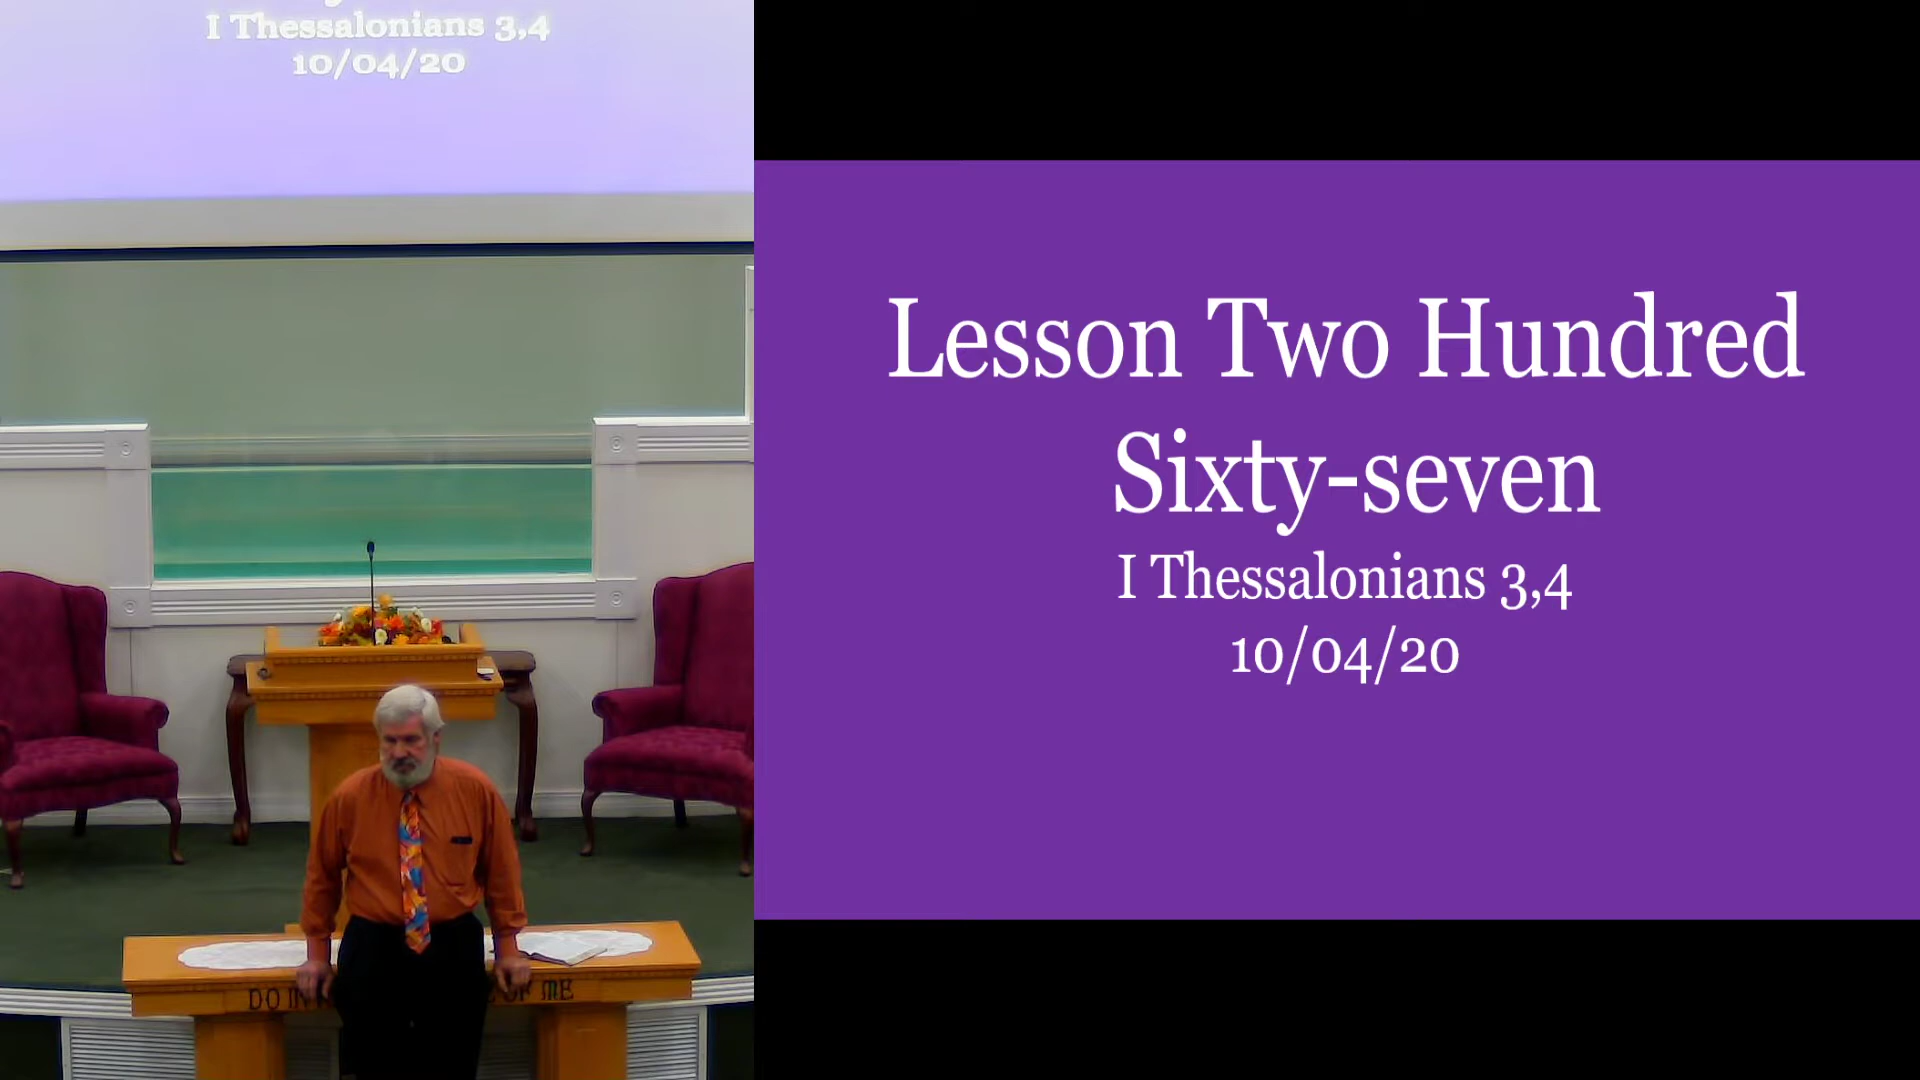 I Thessalonians 3,4
10/04/20
Lesson Two Hundred
Sixty-seven
I Thessalonians 3,4
10/04/20
DO IN OF ME